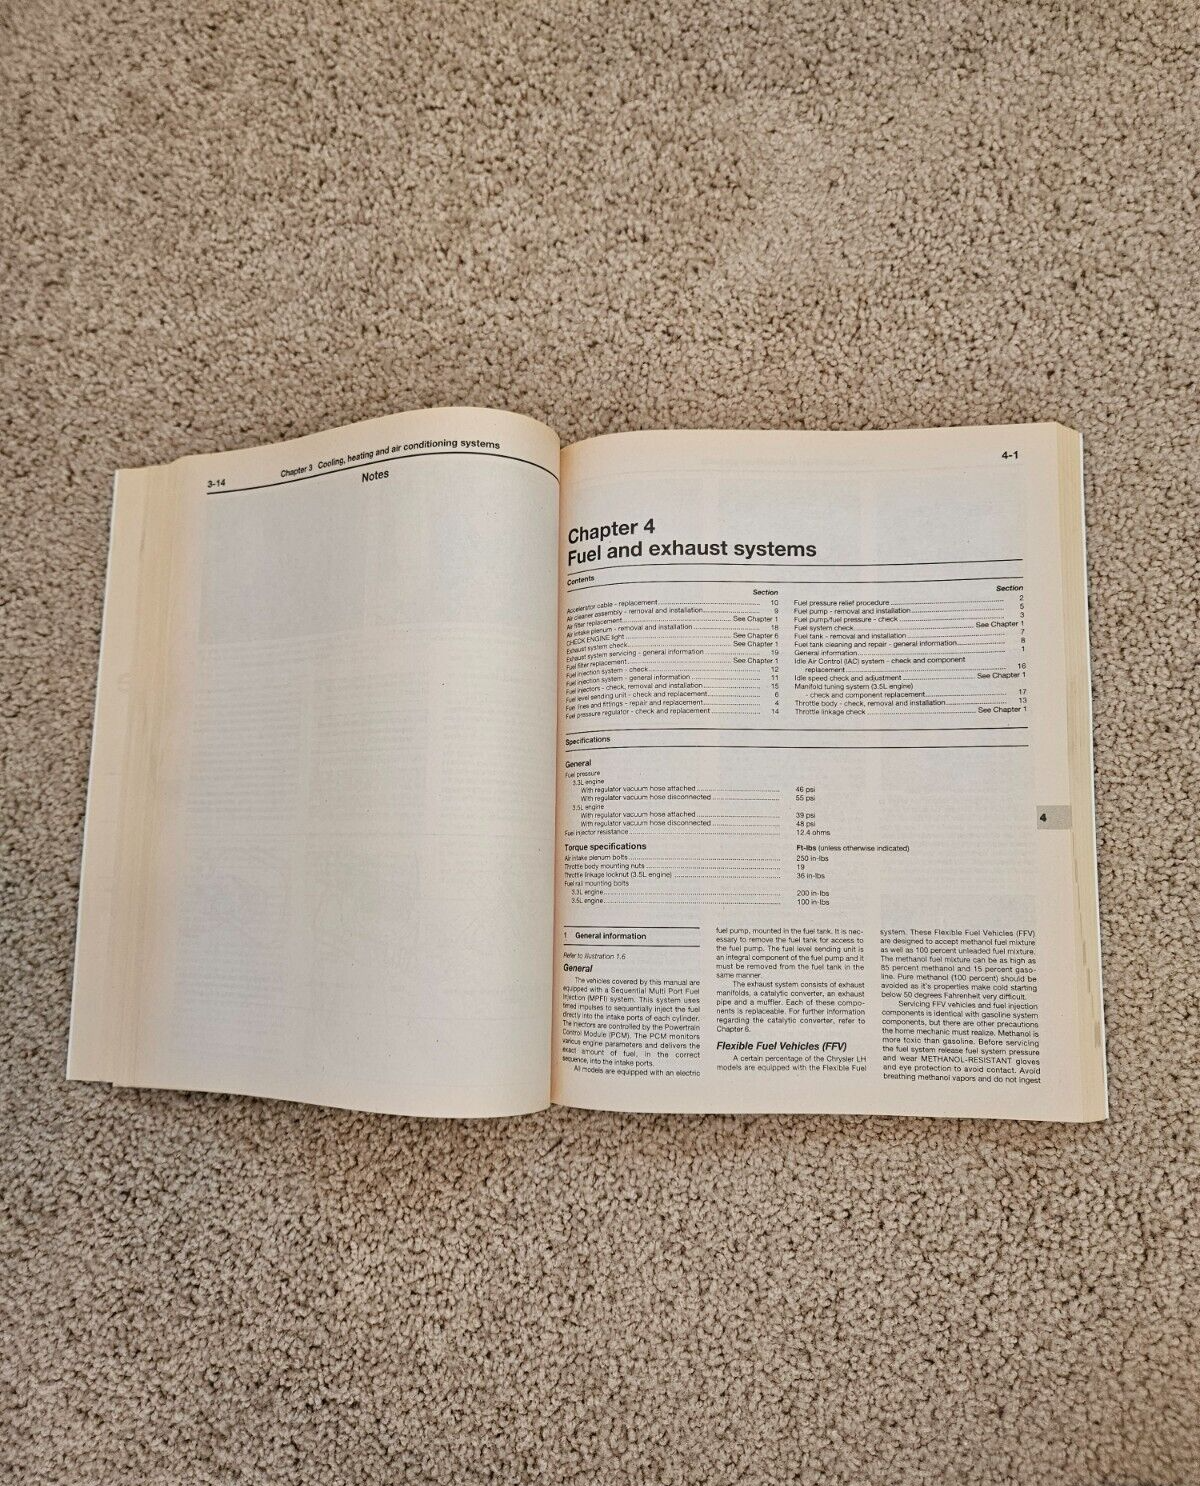 3-14
Chapter 3 Cooling, heating and air conditioning systems
Notes
4-1
Chapter 4
Fuel and exhaust systems
Contents
Section
Accelerator cable - replacement 10
Air cleaner assembly - removal and installation 9
Air filter replacement See Chapter 1
Air intake plenum - removal and installation 18
CHECK ENGINE light See Chapter 6
Exhaust system check See Chapter 1
Exhaust system servicing - general information 19
Fuel filter replacement See Chapter 1
Fuel injection system - check 12
Fuel injection system - general information 11
Fuel injectors - check, removal and installation 15
Fuel level sending unit - check and replacement 6
Fuel lines and fittings - repair and replacement 4
Fuel pressure regulator - check and replacement 14
Section
Fuel pressure relief procedure 2
Fuel pump - removal and installation 5
Fuel pump/fuel pressure - check 3
Fuel system check See Chapter 1
Fuel tank - removal and installation 7
Fuel tank cleaning and repair - general information 8
General information 1
Idle Air Control (IAC) system - check and component
replacement 16
Idle speed check and adjustment See Chapter 1
Manifold tuning system (3.5L engine)
- check and component replacement 17
Throttle body - check, removal and installation 13
Throttle linkage check See Chapter 1
Specifications
General
Fuel pressure
3.3L engine
With regulator vacuum hose attached 46 psi
With regulator vacuum hose disconnected 55 psi
3.5L engine
With regulator vacuum hose attached 39 psi
With regulator vacuum hose disconnected 48 psi
Fuel injector resistance 12.4 ohms
Torque specifications Ft-lbs (unless otherwise indicated)
Air intake plenum bolts 250 in-lbs
Throttle body mounting nuts 19
Throttle linkage locknut (3.5L engine) 36 in-lbs
Fuel rail mounting bolts
3.3L engine 200 in-lbs
3.5L engine 100 in-lbs
4
1 General information
Refer to illustration 1.6
General
The vehicles covered by this manual are
equipped with a Sequential Multi Port Fuel
Injection (MPFI) system. This system uses
timed impulses to sequentially inject the fuel
directly into the intake ports of each cylinder.
The injectors are controlled by the Powertrain
Control Module (PCM). The PCM monitors
various engine parameters and delivers the
exact amount of fuel, in the correct
sequence, into the intake ports.
All models are equipped with an electric
fuel pump, mounted in the fuel tank. It is nec-
essary to remove the fuel tank for access to
the fuel pump. The fuel level sending unit is
an integral component of the fuel pump and it
must be removed from the fuel tank in the
same manner.
The exhaust system consists of exhaust
manifolds, a catalytic converter, an exhaust
pipe and a muffler. Each of these compo-
nents is replaceable. For further information
regarding the catalytic converter, refer to
Chapter 6.
Flexible Fuel Vehicles (FFV)
A certain percentage of the Chrysler LH
models are equipped with the Flexible Fuel
system. These Flexible Fuel Vehicles (FFV)
are designed to accept methanol fuel mixture
as well as 100 percent unleaded fuel mixture.
The methanol fuel mixture can be as high as
85 percent methanol and 15 percent gaso-
line. Pure methanol (100 percent) should be
avoided as it's properties make cold starting
below 50 degrees Fahrenheit very difficult.
Servicing FFV vehicles and fuel injection
components is identical with gasoline system
components, but there are other precautions
the home mechanic must realize. Methanol is
more toxic than gasoline. Before servicing
the fuel system release fuel system pressure
and wear METHANOL-RESISTANT gloves
and eye protection to avoid contact. Avoid
breathing methanol vapors and do not ingest